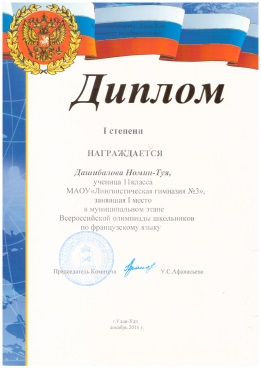 Диплом
I степени
НАГРАЖДАЕТСЯ
Дашибалова Номин-Туя,
ученица 11класса
МАОУ«Лингвистическая гимназия №3»,
занявшая I место
в муниципальном этапе
Всероссийской олимпиады школьников
по французскому языку
Председатель Комитета У.С.Афанасьева
г.Улан-Удэ
декабрь,